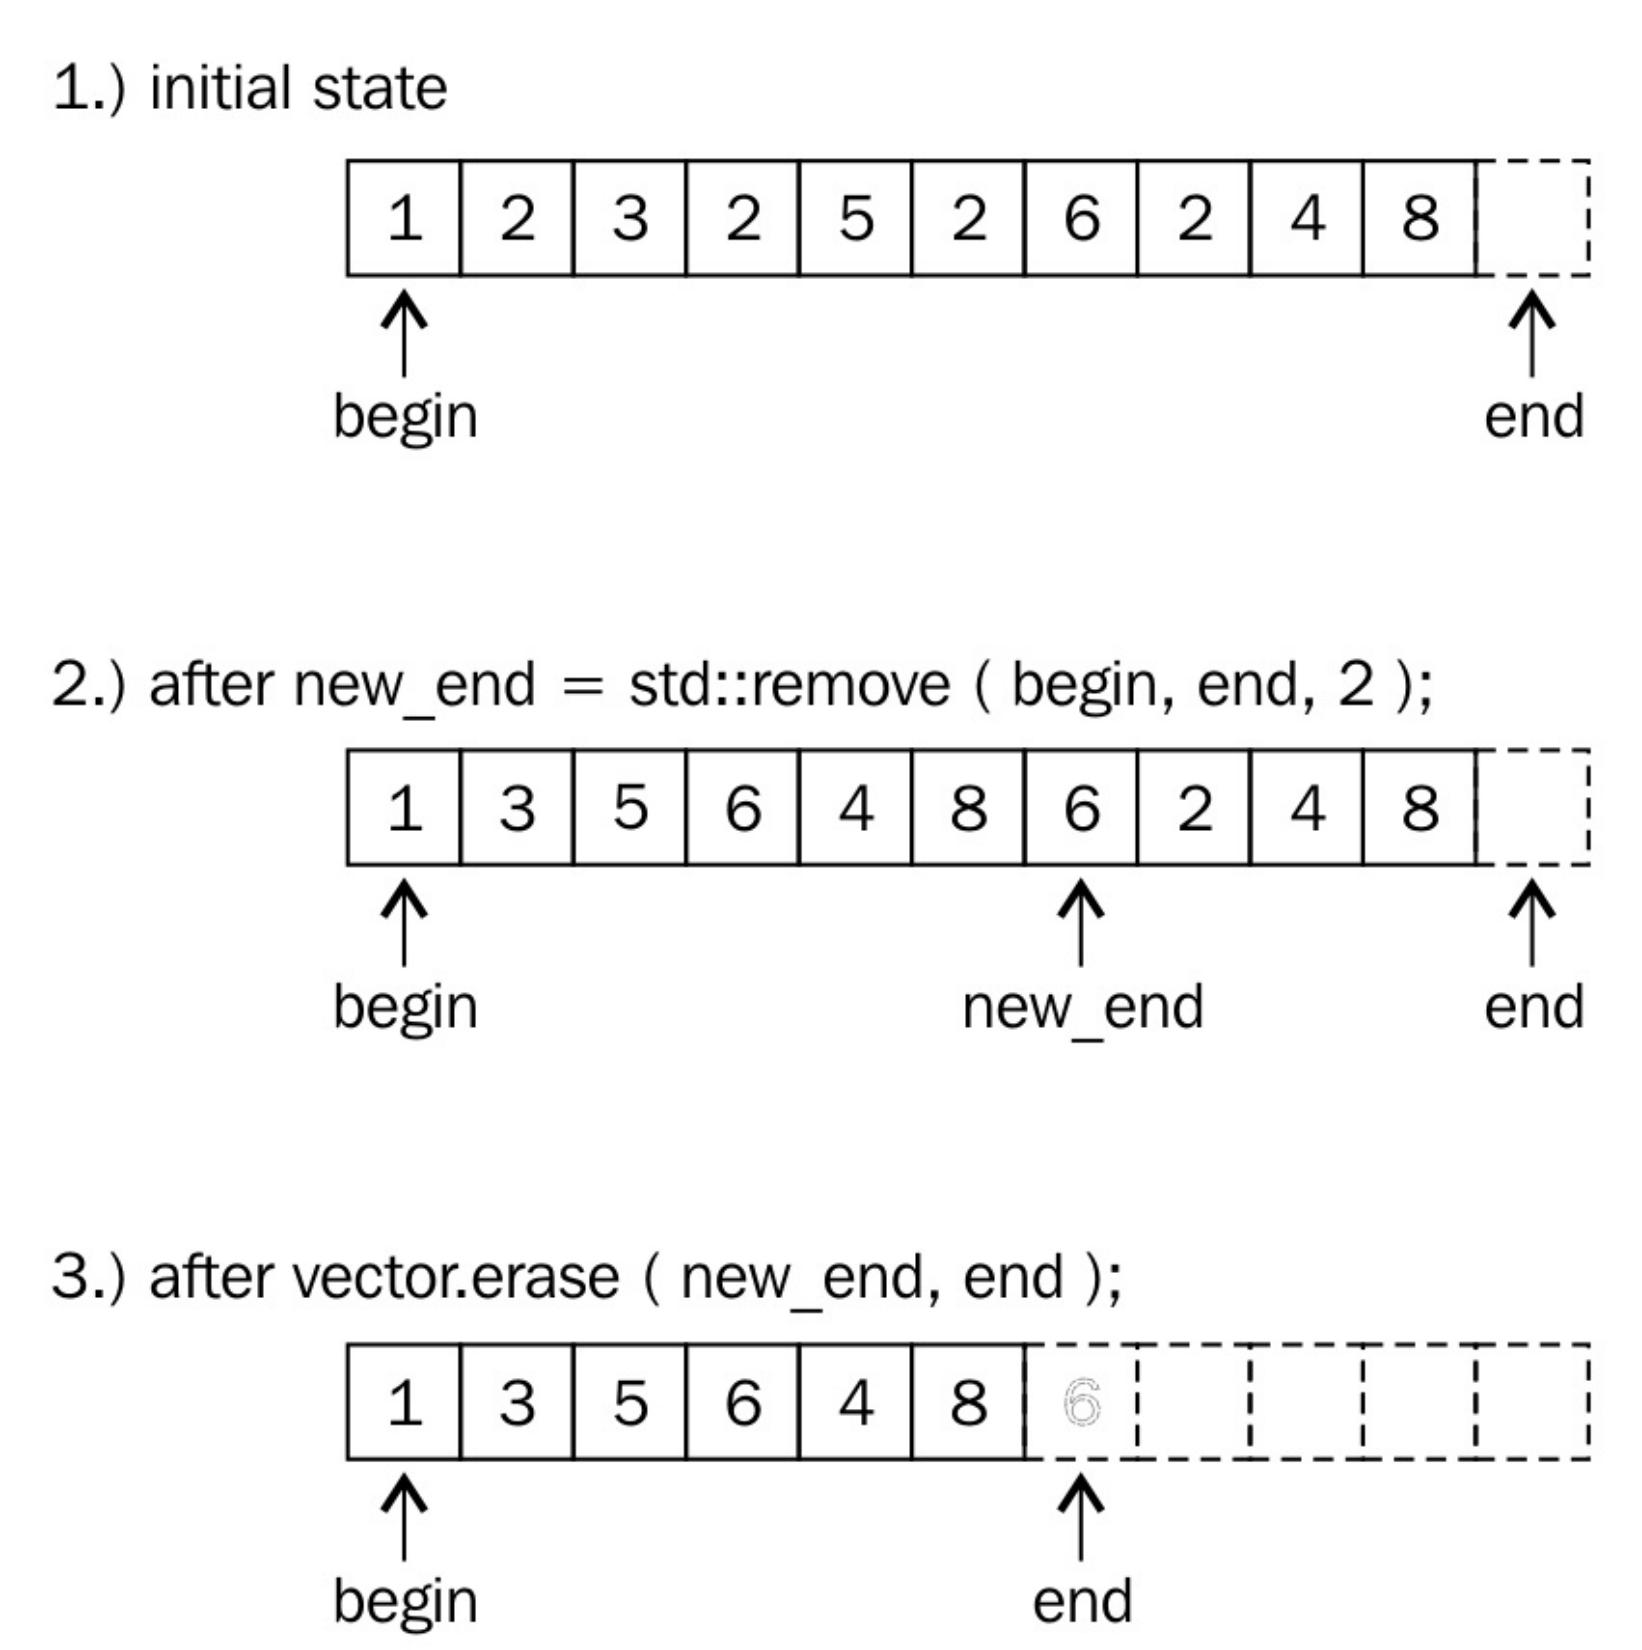 1.) initial state
1 2 3 2 5 2 6 2 4 8
begin end
2.) after new_end = std::remove ( begin, end, 2 );
1 3 5 6 4 8 6 2 4 8
begin new_end end
3.) after vector.erase ( new_end, end );
1 3 5 6 4 8 6
begin end